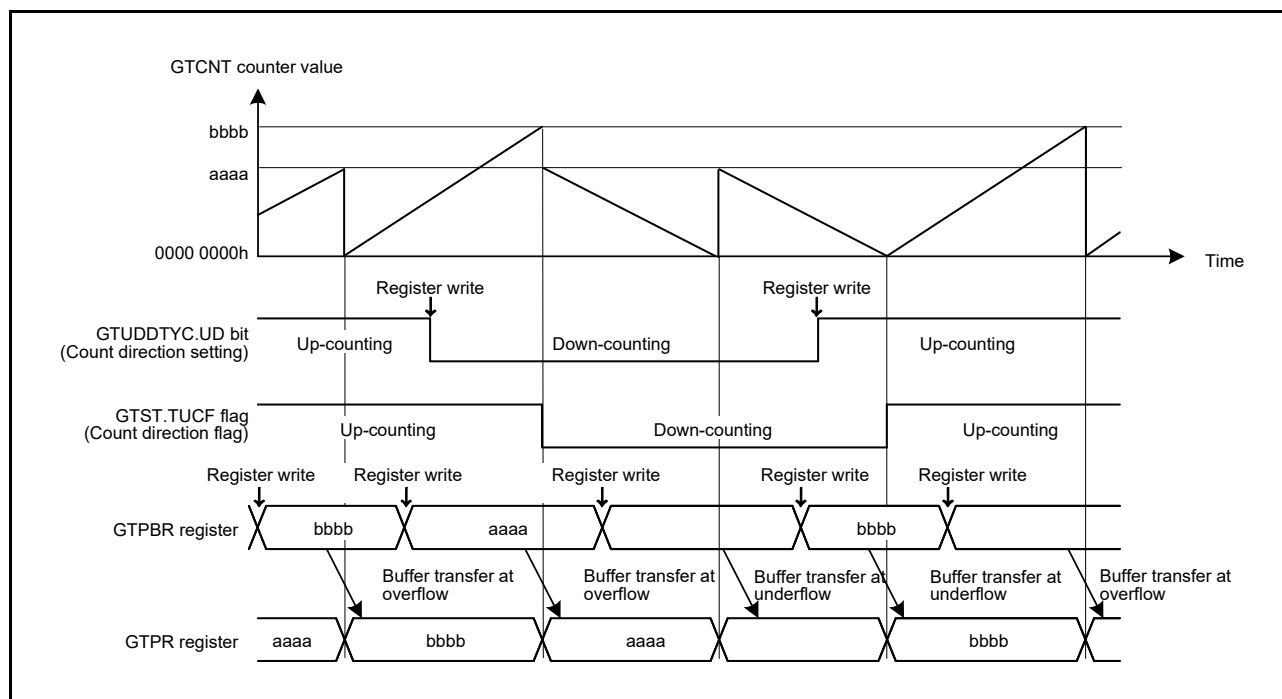 GTCNT counter value
bbbb
aaaa
0000 0000h
Time
Register write
Register write
GTUDDTYC.UD bit
(Count direction setting)
Up-counting
Down-counting
Up-counting
GTST.TUCF flag
(Count direction flag)
Up-counting
Down-counting
Up-counting
Register write
Register write
Register write
Register write
Register write
GTPBR register
bbbb
aaaa
bbbb
Buffer transfer at
overflow
Buffer transfer at
overflow
Buffer transfer at
underflow
Buffer transfer at
underflow
Buffer transfer at
overflow
GTPR register
aaaa
bbbb
aaaa
bbbb